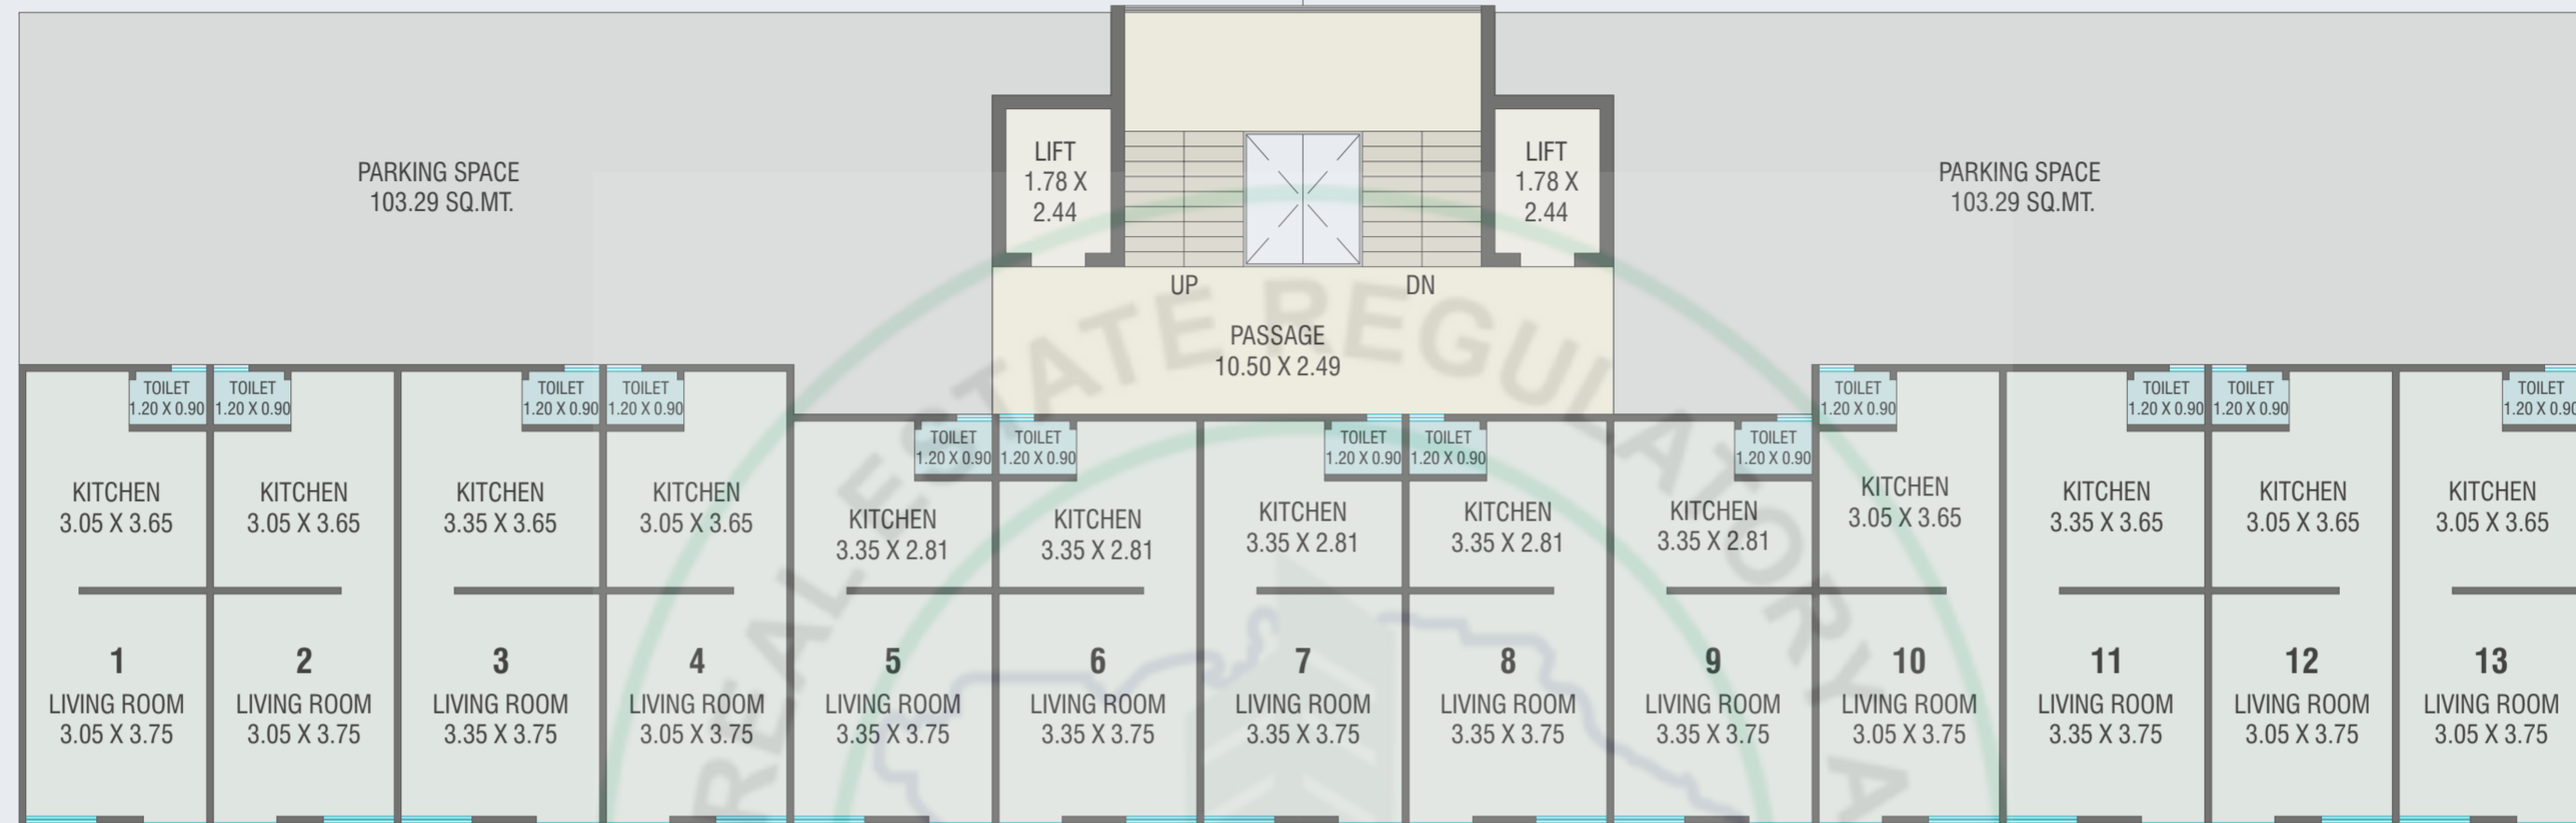 PARKING SPACE
103.29 SQ.MT.
LIFT
1.78 X
2.44
LIFT
1.78 X
2.44
PARKING SPACE
103.29 SQ.MT.
UP
DN
PASSAGE
10.50 X 2.49
REAL ESTATE REGULATORY A
TOILET
1.20 X 0.90
TOILET
1.20 X 0.90
TOILET
1.20 X 0.90
TOILET
1.20 X 0.90
TOILET
1.20 X 0.90
TOILET
1.20 X 0.90
TOILET
1.20 X 0.90
TOILET
1.20 X 0.90
TOILET
1.20 X 0.90
TOILET
1.20 X 0.90
TOILET
1.20 X 0.90
TOILET
1.20 X 0.90
TOILET
1.20 X 0.90
KITCHEN
3.05 X 3.65
KITCHEN
3.05 X 3.65
KITCHEN
3.35 X 3.65
KITCHEN
3.05 X 3.65
KITCHEN
3.35 X 2.81
KITCHEN
3.35 X 2.81
KITCHEN
3.35 X 2.81
KITCHEN
3.35 X 2.81
KITCHEN
3.35 X 2.81
KITCHEN
3.05 X 3.65
KITCHEN
3.35 X 3.65
KITCHEN
3.05 X 3.65
KITCHEN
3.05 X 3.65
1
LIVING ROOM
3.05 X 3.75
2
LIVING ROOM
3.05 X 3.75
3
LIVING ROOM
3.35 X 3.75
4
LIVING ROOM
3.05 X 3.75
5
LIVING ROOM
3.35 X 3.75
6
LIVING ROOM
3.35 X 3.75
7
LIVING ROOM
3.35 X 3.75
8
LIVING ROOM
3.35 X 3.75
9
LIVING ROOM
3.35 X 3.75
10
LIVING ROOM
3.05 X 3.75
11
LIVING ROOM
3.35 X 3.75
12
LIVING ROOM
3.05 X 3.75
13
LIVING ROOM
3.05 X 3.75